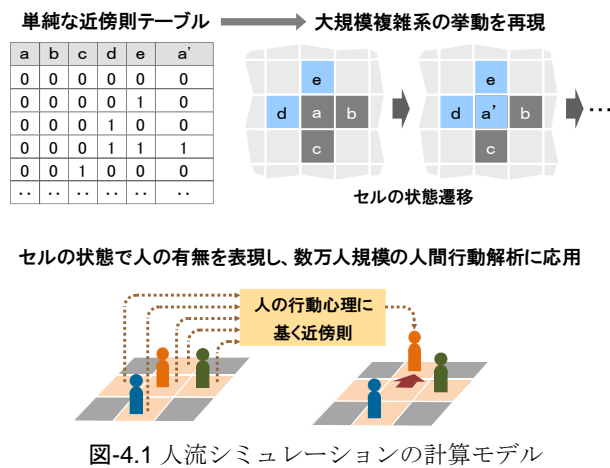 単純な近傍則テーブル
大規模複雑系の挙動を再現
a b c d e a'
0 0 0 0 0 0
0 0 0 0 1 0
0 0 0 1 0 0
0 0 0 1 1 1
0 0 1 0 0 0
‥ ‥ ‥ ‥ ‥ ‥
e
d a b
c
e
d a' b
c
…
セルの状態遷移
セルの状態で人の有無を表現し、数万人規模の人間行動解析に応用
人の行動心理に
基く近傍則
図-4.1 人流シミュレーションの計算モデル